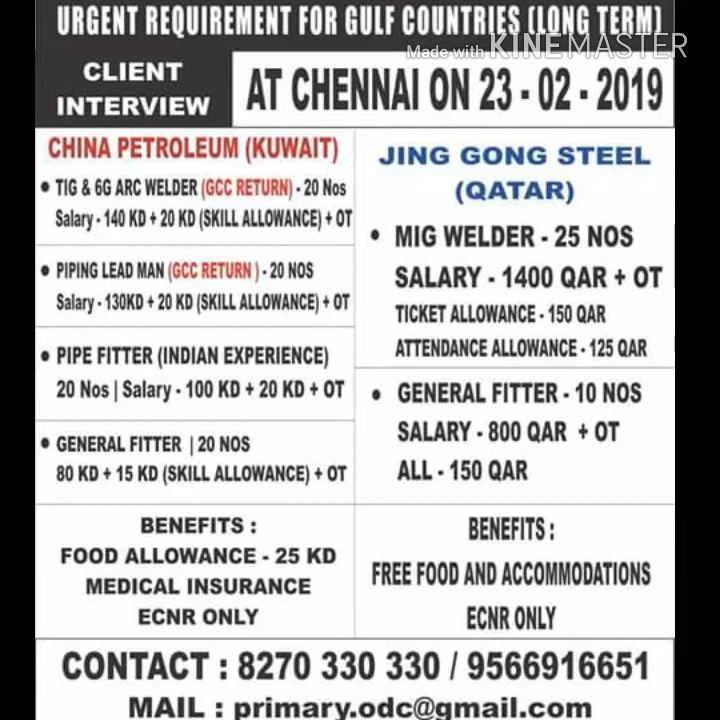 URGENT REQUIREMENT FOR GULF COUNTRIES (LONG TERM)
Made with KINEMASTER
CLIENT INTERVIEW
AT CHENNAI ON 23 - 02 - 2019
CHINA PETROLEUM (KUWAIT)
• TIG & 6G ARC WELDER (GCC RETURN) - 20 Nos
Salary - 140 KD + 20 KD (SKILL ALLOWANCE) + OT
• PIPING LEAD MAN (GCC RETURN ) - 20 NOS
Salary - 130KD + 20 KD (SKILL ALLOWANCE) + OT
• PIPE FITTER (INDIAN EXPERIENCE)
20 Nos | Salary - 100 KD + 20 KD + OT
• GENERAL FITTER | 20 NOS
80 KD + 15 KD (SKILL ALLOWANCE) + OT
BENEFITS :
FOOD ALLOWANCE - 25 KD
MEDICAL INSURANCE
ECNR ONLY
JING GONG STEEL
(QATAR)
• MIG WELDER - 25 NOS
SALARY - 1400 QAR + OT
TICKET ALLOWANCE - 150 QAR
ATTENDANCE ALLOWANCE - 125 QAR
• GENERAL FITTER - 10 NOS
SALARY - 800 QAR + OT
ALL - 150 QAR
BENEFITS :
FREE FOOD AND ACCOMMODATIONS
ECNR ONLY
CONTACT : 8270 330 330 / 9566916651
MAIL : primary.odc@gmail.com